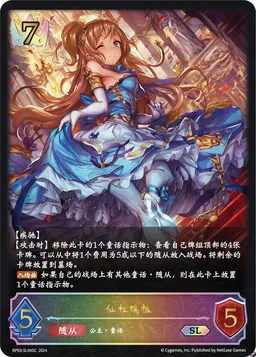 7
【疾驰】
【攻击时】移除此卡的1个童话指示物：查看自己牌组顶部的4张
卡牌。可以从中将1个费用为5或以下的随从放入战场。将剩余的
卡牌放置到墓场。
入场曲 如果自己的战场上有其他童话·随从，则在此卡上放置
1个童话指示物。
仙杜瑞拉
5
随从 公主·童话
SL
5
BP03-SL04SC 2024
© Cygames, Inc. Published by NetEase Games